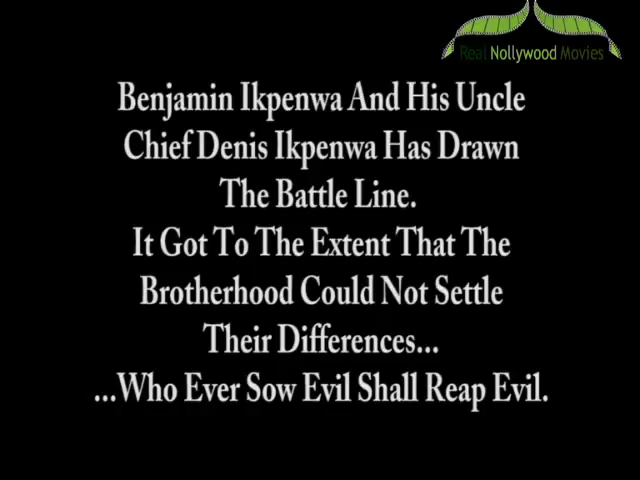 Real Nollywood Movies
Benjamin Ikpenwa And His Uncle
Chief Denis Ikpenwa Has Drawn
The Battle Line.
It Got To The Extent That The
Brotherhood Could Not Settle
Their Differences...
...Who Ever Sow Evil Shall Reap Evil.